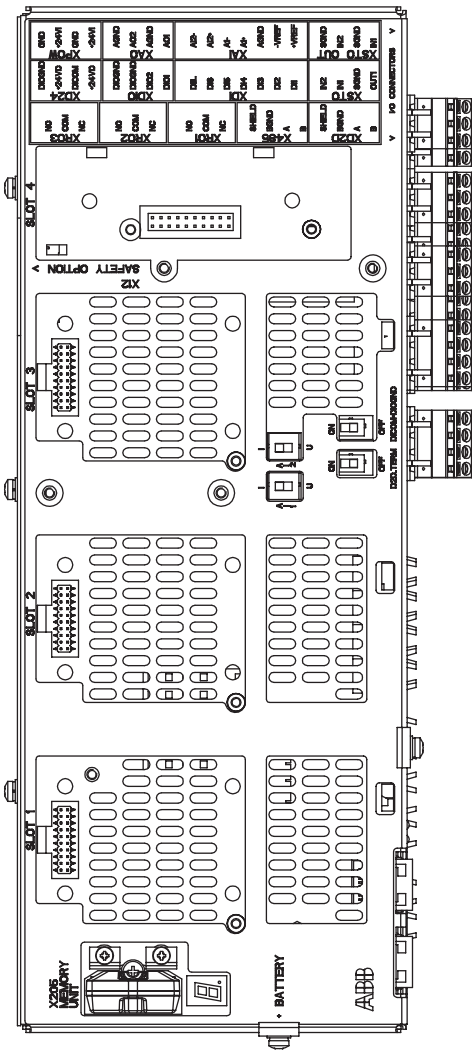 GND
+24VI
GND
+24VI
XPOW
AGND
AO2
AGND
AO1
XAO
AI2-
AI2+
AI1-
AI1+
AGND
-VREF
+VREF
XAI
SGND
IN2
SGND
IN1
XSTO OUT
DIOGND
+24VD
DICOM
+24VD
XD24
DIOGND
DIO2
DIOGND
DIO1
XDIO
DIIL
DI6
DI5
DI4
DI3
DI2
DI1
XDI
IN2
IN1
SGND
OUT1
XSTO
NO
COM
NC
XRO3
NO
COM
NC
XRO2
NO
COM
NC
XRO1
SHIELD
BGND
A
B
X485
SHIELD
BGND
A
B
XD2D
I/O CONNECTORS
SLOT 4
SAFETY OPTION
X12
SLOT 3
ON
OFF
ON
OFF
D2D.TERM DICOM=DIOGND
SLOT 2
SLOT 1
X205
MEMORY
UNIT
+ BATTERY
ABB